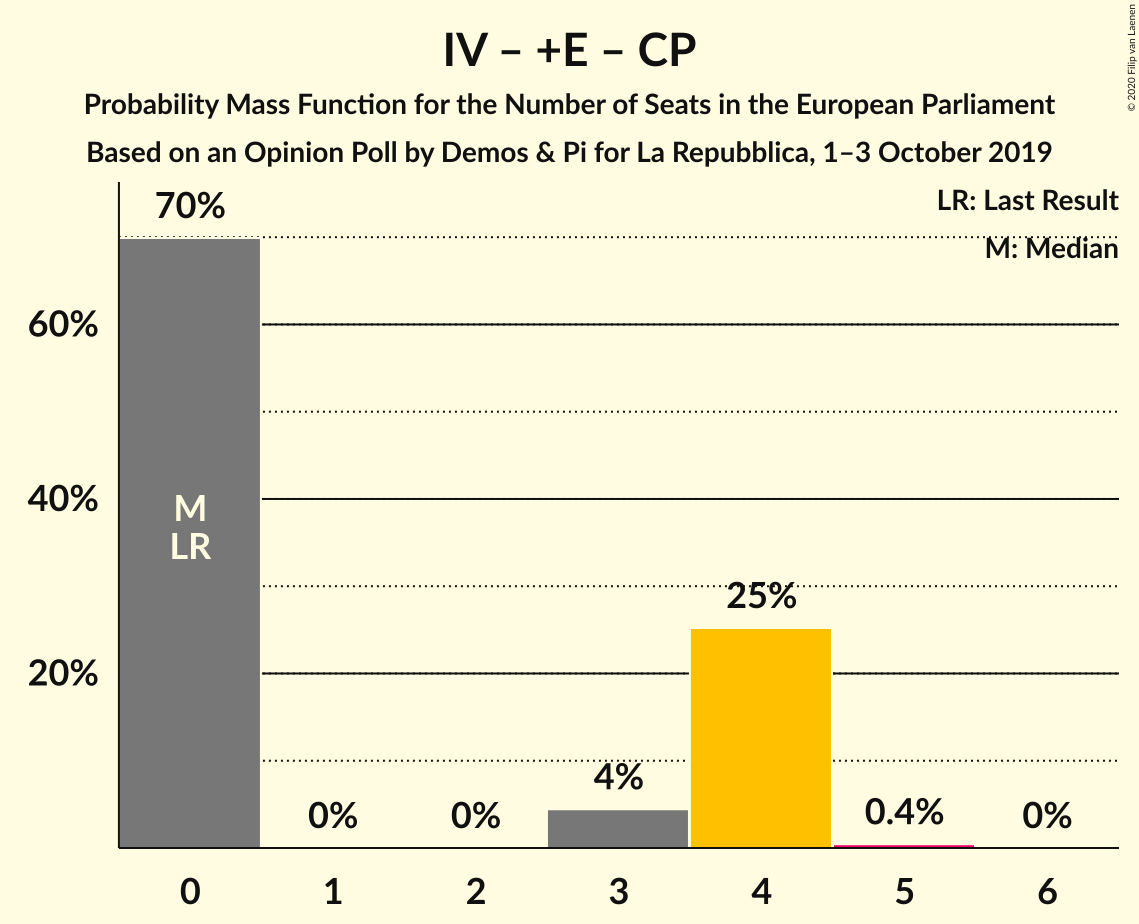 IV – +E – CP
Probability Mass Function for the Number of Seats in the European Parliament
Based on an Opinion Poll by Demos & Pi for La Repubblica, 1–3 October 2019
© 2020 Filip van Laenen
LR: Last Result
M: Median
70%
60%
40%
20%
M
LR
0%
0%
4%
25%
0.4%
0%
0 1 2 3 4 5 6